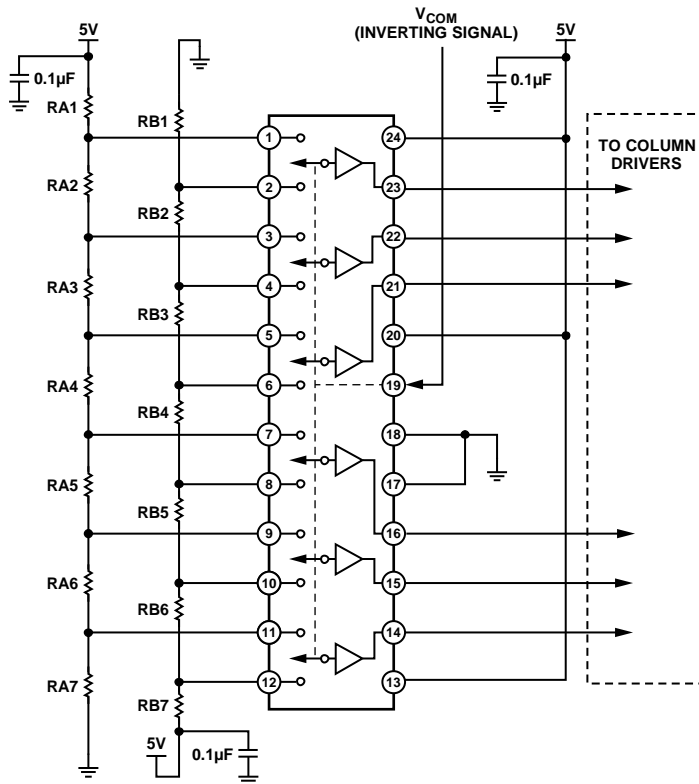 V_COM
(INVERTING SIGNAL)
5V
5V
0.1µF
0.1µF
RA1
RB1
TO COLUMN
DRIVERS
1
24
RA2
2
23
RB2
3
22
RA3
4
21
RB3
5
20
RA4
6
19
RB4
7
18
RA5
8
17
RB5
9
16
RA6
10
15
RB6
11
14
RA7
12
13
RB7
5V
0.1µF